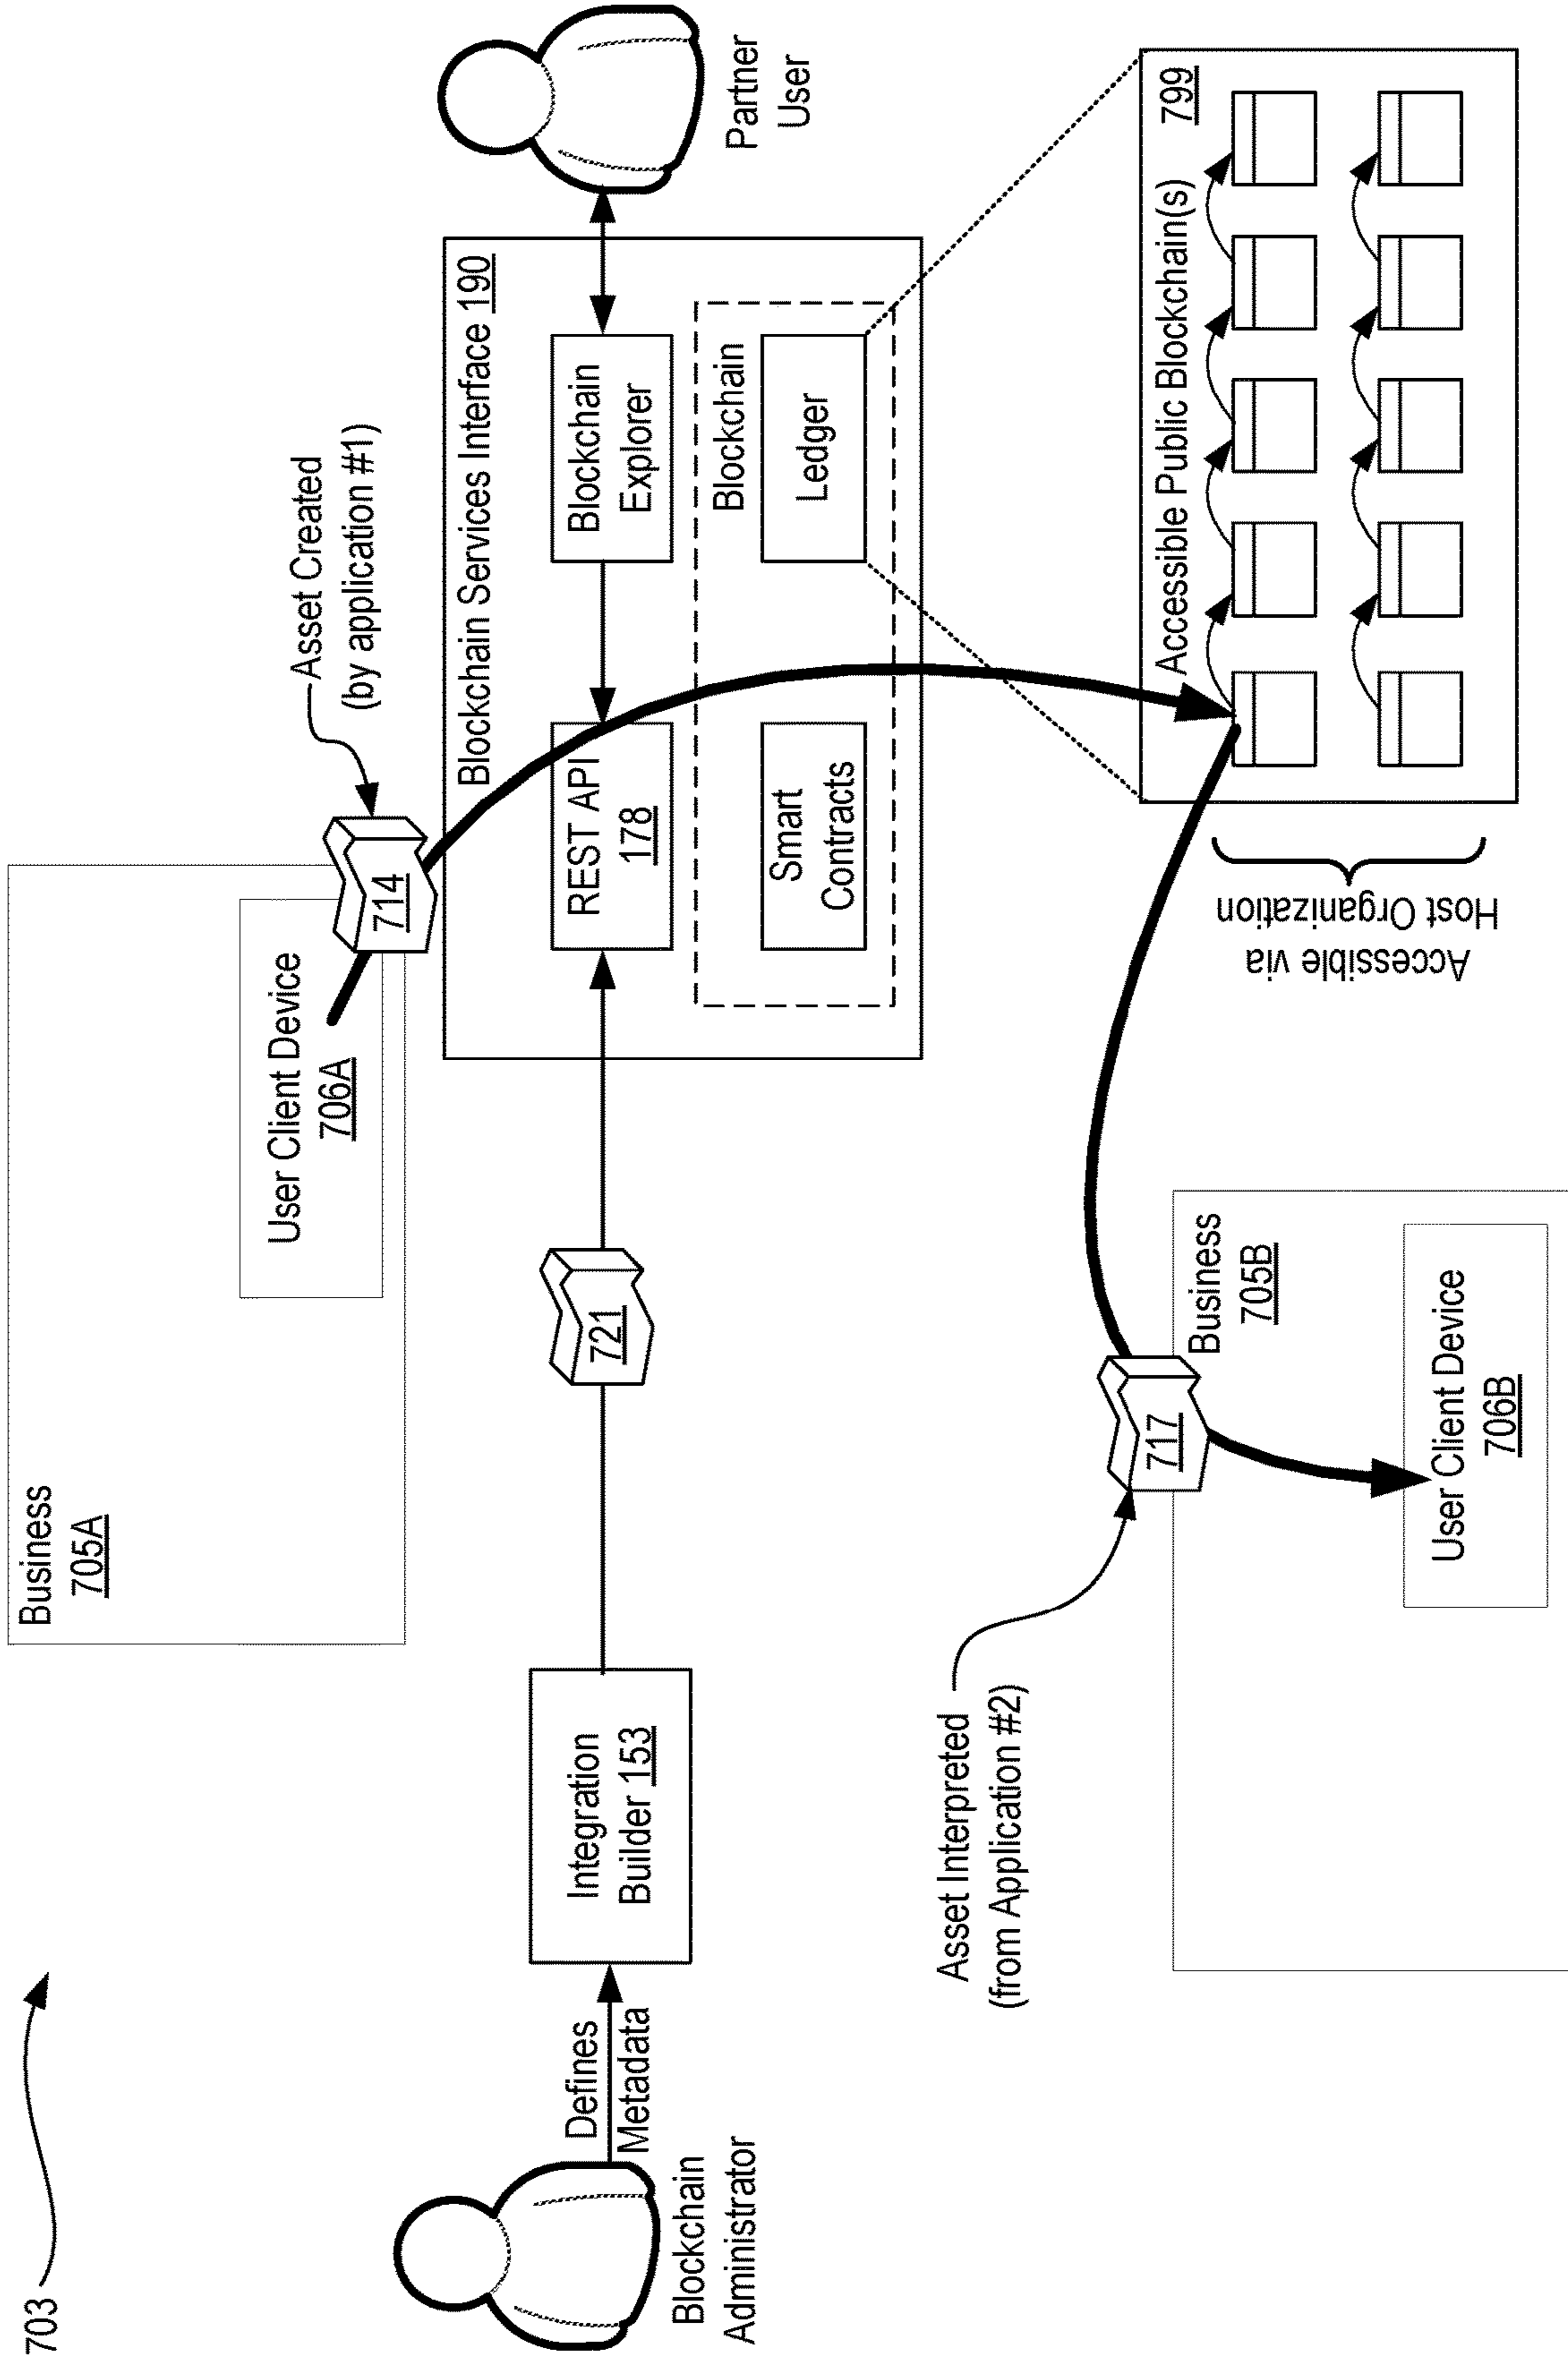 703
Business
705A
User Client Device
706A
714
Asset Created
(by application #1)
Blockchain
Administrator
Defines
Metadata
Integration
Builder 153
721
Blockchain Services Interface 190
REST API
178
Blockchain
Explorer
Blockchain
Smart
Contracts
Ledger
Partner
User
Asset Interpreted
(from Application #2)
717
Business
705B
User Client Device
706B
Accessible via
Host Organization
Accessible Public Blockchain(s) 799